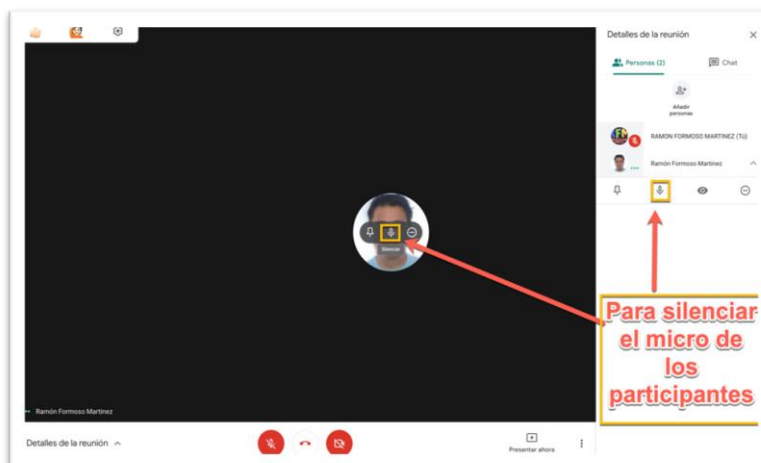 Detalles de la reunión
Personas (2)
Chat
Añadir
personas
RAMON FORMOSO MARTINEZ (Tú)
Ramón Formoso Martinez
Silenciar
Para silenciar
el micro de
los
participantes
Ramón Formoso Martinez
Detalles de la reunión
Presentar ahora